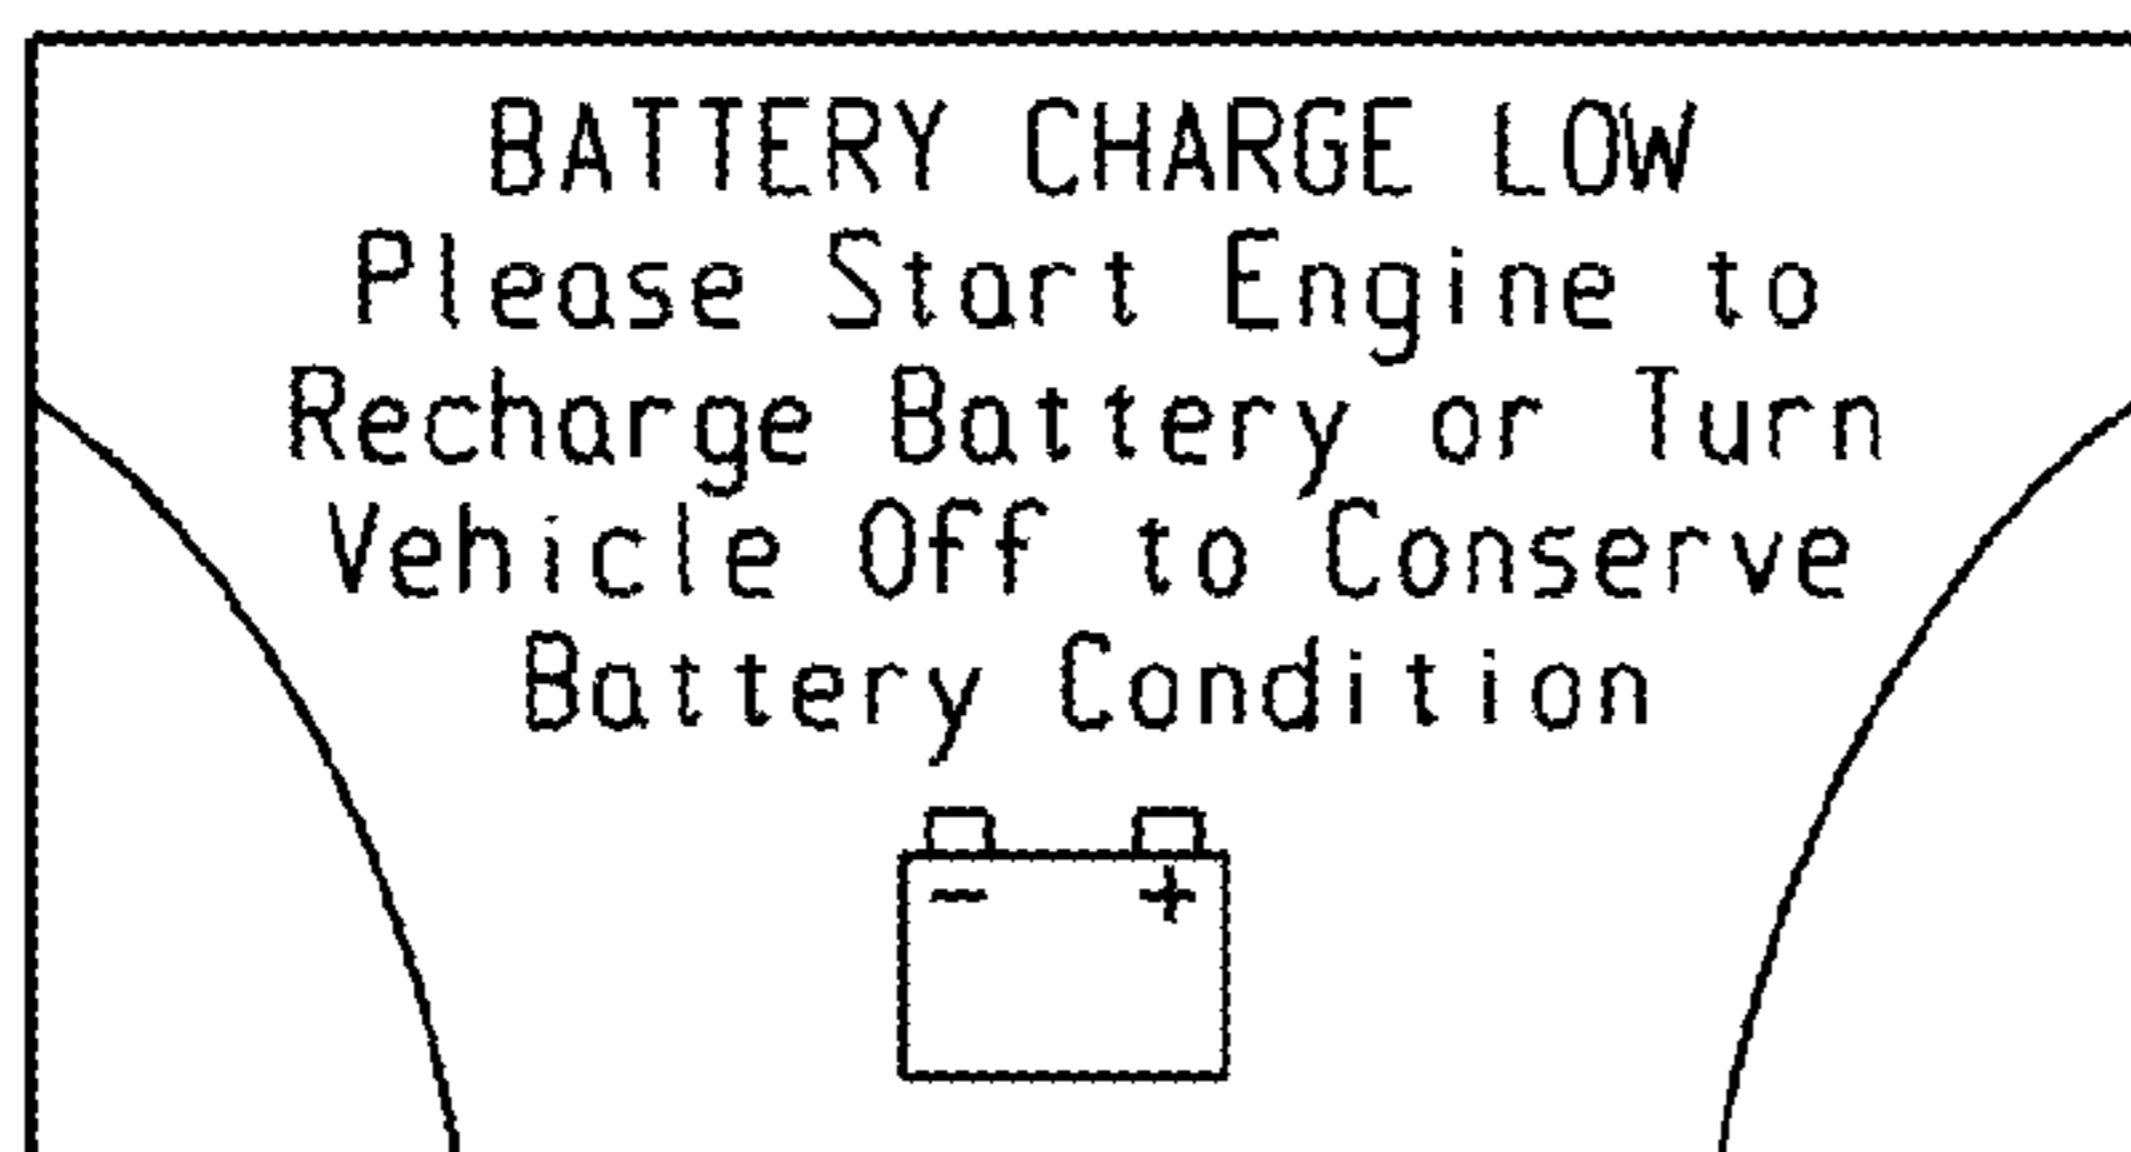 BATTERY CHARGE LOW
Please Start Engine to
Recharge Battery or Turn
Vehicle Off to Conserve
Battery Condition
- +